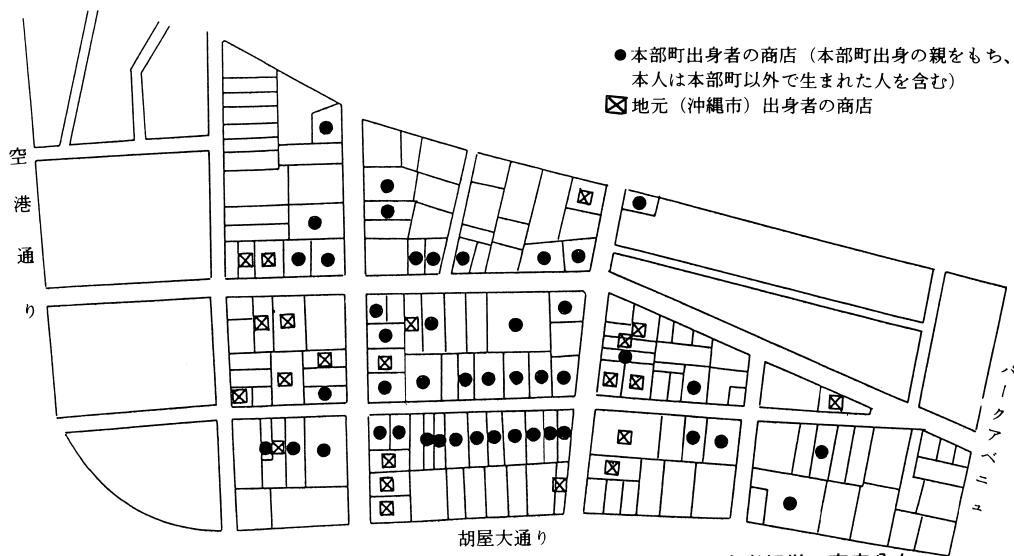 ●本部町出身者の商店（本部町出身の親をもち、
本人は本部町以外で生まれた人を含む）
地元（沖縄市）出身者の商店
空港通り
パークアベニュ
胡屋大通り